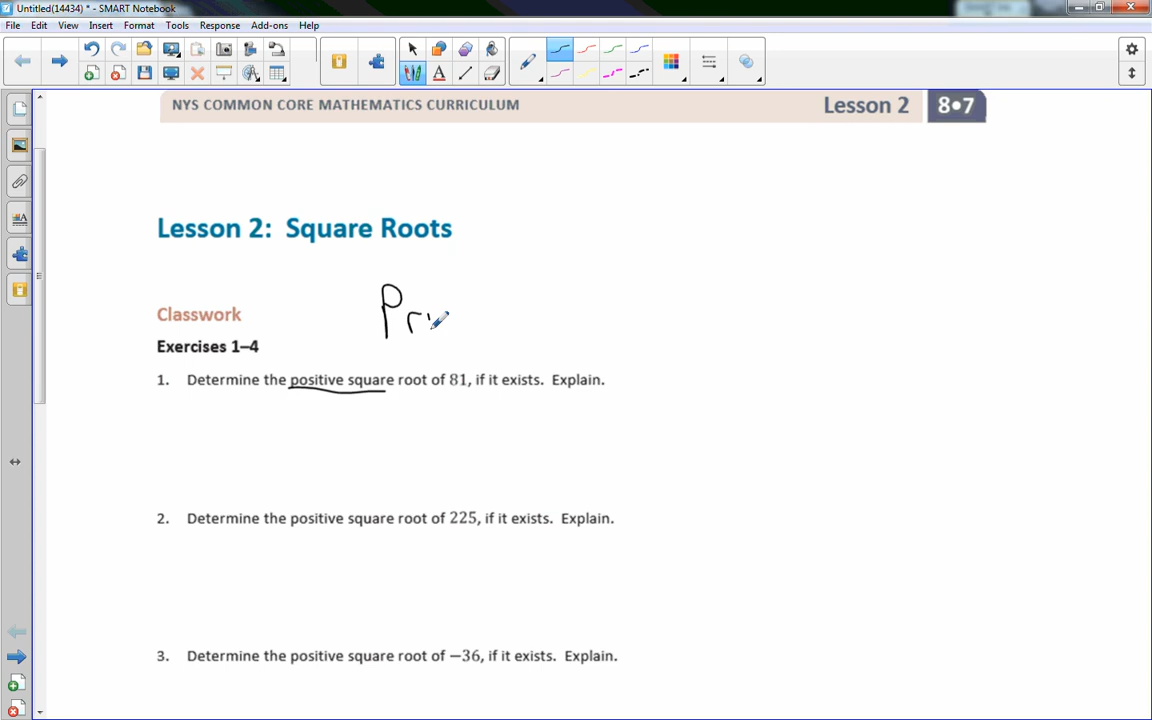 Untitled(14434) * - SMART Notebook
File Edit View Insert Format Tools Response Add-ons Help
NYS COMMON CORE MATHEMATICS CURRICULUM Lesson 2 8•7
Lesson 2: Square Roots
Pri
Classwork
Exercises 1–4
1. Determine the positive square root of 81, if it exists. Explain.
2. Determine the positive square root of 225, if it exists. Explain.
3. Determine the positive square root of −36, if it exists. Explain.